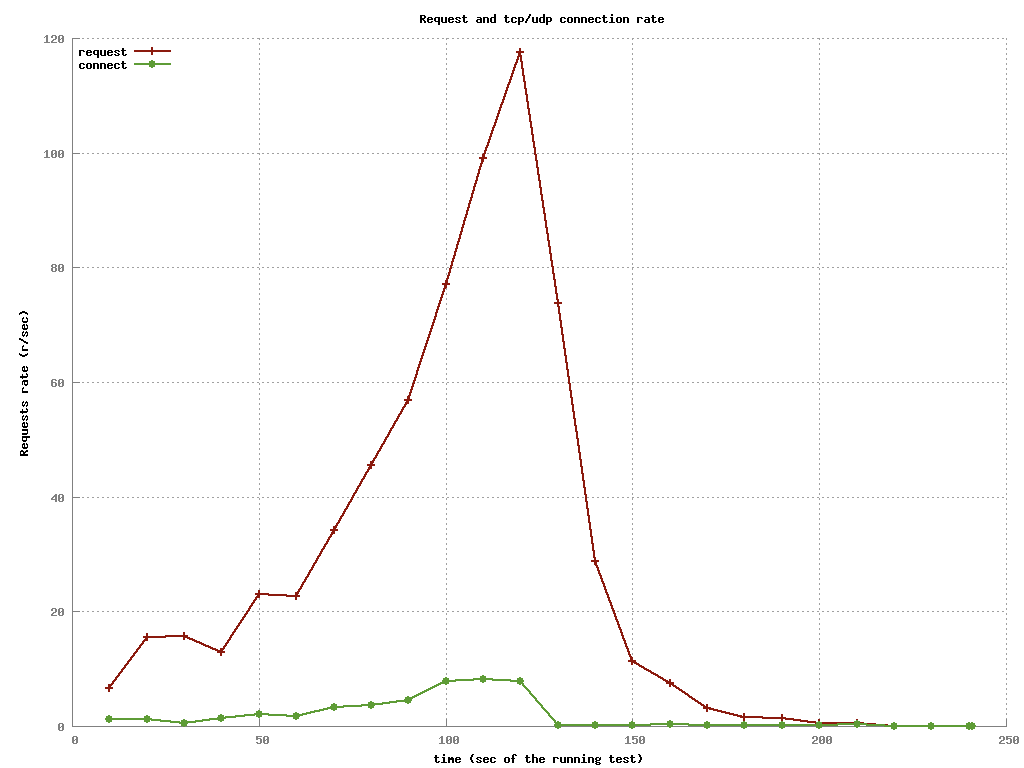 Request and tcp/udp connection rate
120
request
connect
100
80
60
40
20
0
Requests rate (r/sec)
0 50 100 150 200 250
time (sec of the running test)